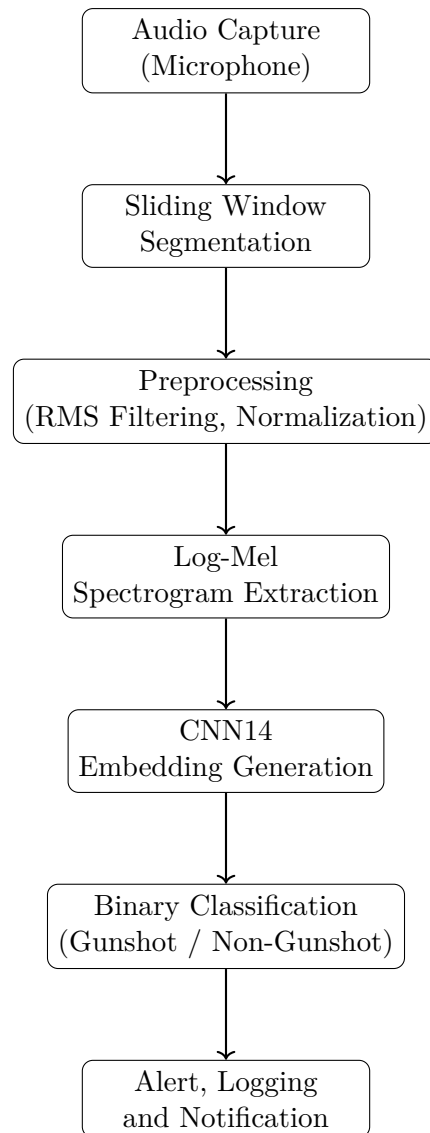 Audio Capture
(Microphone)
Sliding Window
Segmentation
Preprocessing
(RMS Filtering, Normalization)
Log-Mel
Spectrogram Extraction
CNN14
Embedding Generation
Binary Classification
(Gunshot / Non-Gunshot)
Alert, Logging
and Notification